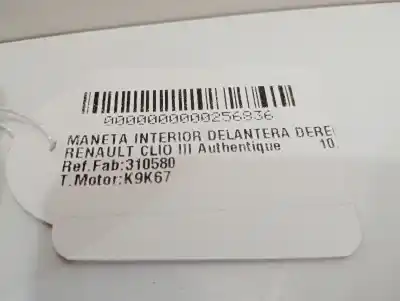 0000000000256836
MANETA INTERIOR DELANTERA DERE
RENAULT CLIO III Authentique 10.
Ref.Fab:310580
T.Motor:K9K67